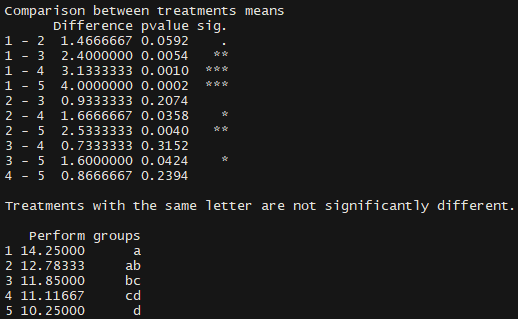 Comparison between treatments means
Difference pvalue sig.
1 - 2 1.4666667 0.0592 .
1 - 3 2.4000000 0.0054 **
1 - 4 3.1333333 0.0010 ***
1 - 5 4.0000000 0.0002 ***
2 - 3 0.9333333 0.2074
2 - 4 1.6666667 0.0358 *
2 - 5 2.5333333 0.0040 **
3 - 4 0.7333333 0.3152
3 - 5 1.6000000 0.0424 *
4 - 5 0.8666667 0.2394
Treatments with the same letter are not significantly different.
Perform groups
1 14.25000 a
2 12.78333 ab
3 11.85000 bc
4 11.11667 cd
5 10.25000 d